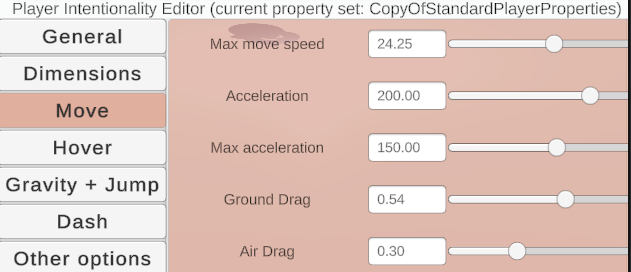 Player Intentionality Editor (current property set: CopyOfStandardPlayerProperties)
General
Dimensions
Move
Hover
Gravity + Jump
Dash
Other options
Max move speed 24.25
Acceleration 200.00
Max acceleration 150.00
Ground Drag 0.54
Air Drag 0.30